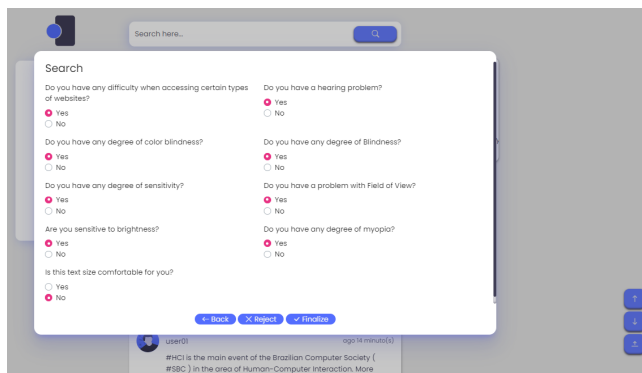 Search here...
Search
Do you have any difficulty when accessing certain types
of websites?
Yes
No
Do you have a hearing problem?
Yes
No
Do you have any degree of color blindness?
Yes
No
Do you have any degree of Blindness?
Yes
No
Do you have any degree of sensitivity?
Yes
No
Do you have a problem with Field of View?
Yes
No
Are you sensitive to brightness?
Yes
No
Do you have any degree of myopia?
Yes
No
Is this text size comfortable for you?
Yes
No
Back
Reject
Finalize
user01
ago 14 minuto(s)
#HCI is the main event of the Brazilian Computer Society (
#SBC ) in the area of Human-Computer Interaction. More